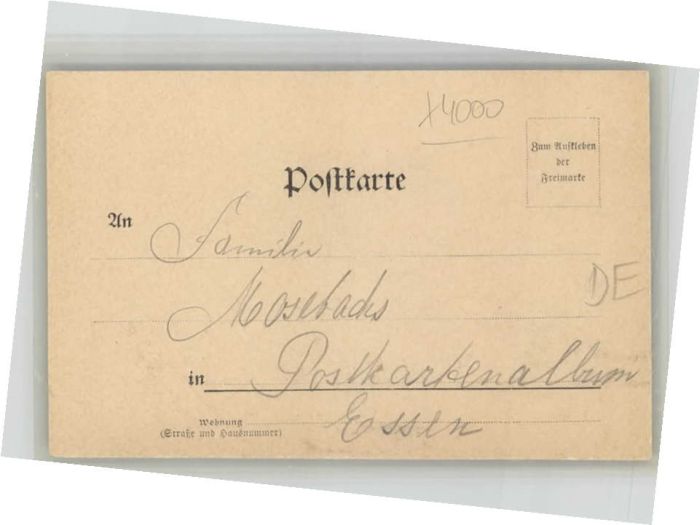 x4000
Zum Aufkleben
der
Freimarke
Postkarte
An Familie
Mosebachs
DE
in Postkartenalbum
Wohnung Essen
(Straße und Hausnummer)